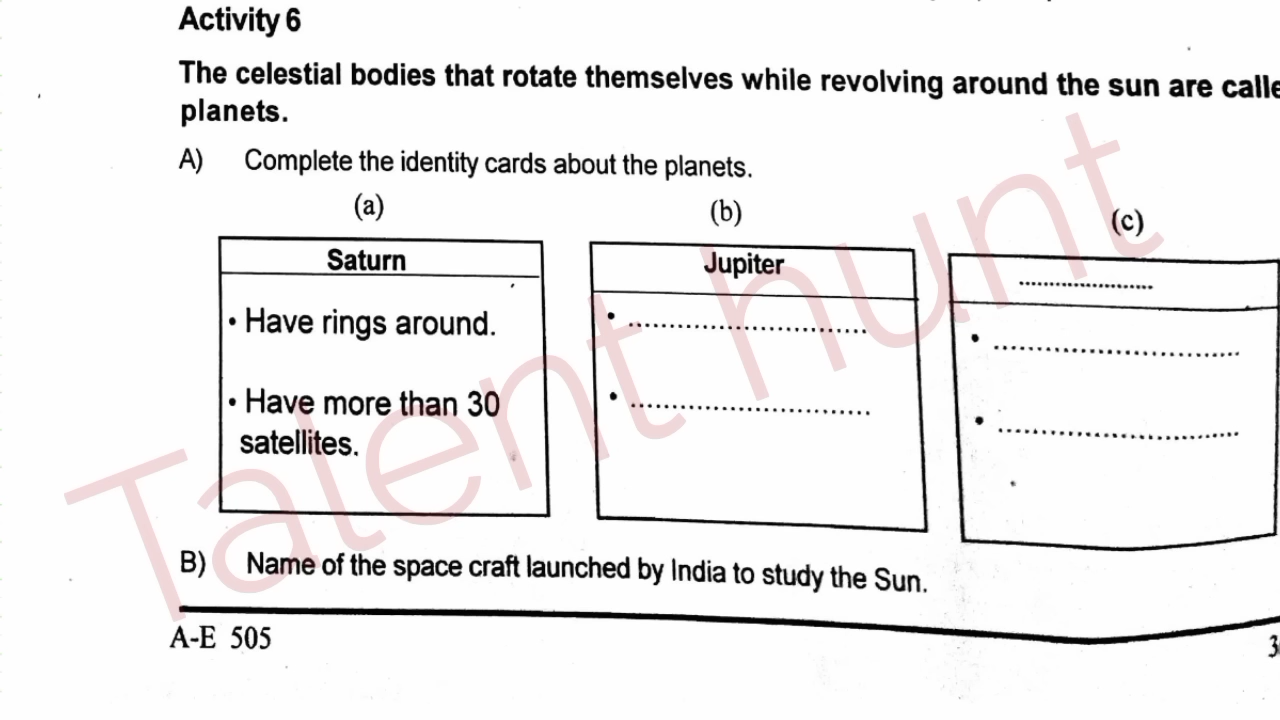 Activity 6
The celestial bodies that rotate themselves while revolving around the sun are calle
planets.
A) Complete the identity cards about the planets.
(a) (b) (c)
Saturn
• Have rings around.
• Have more than 30
satellites.
Jupiter
• ..............................
• ..............................
........................
• ..............................
• ..............................
B) Name of the space craft launched by India to study the Sun.
A-E 505
Talent hunt